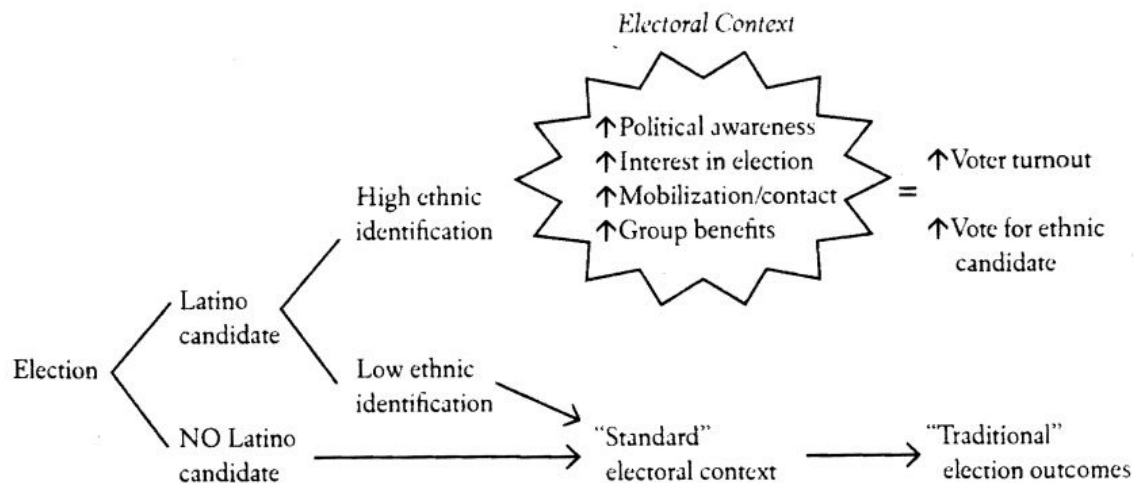 Electoral Context
↑Political awareness
↑Interest in election
↑Mobilization/contact
↑Group benefits
=
↑Voter turnout
↑Vote for ethnic
candidate
High ethnic
identification
Latino
candidate
Election
Low ethnic
identification
NO Latino
candidate
“Standard”
electoral context
“Traditional”
election outcomes